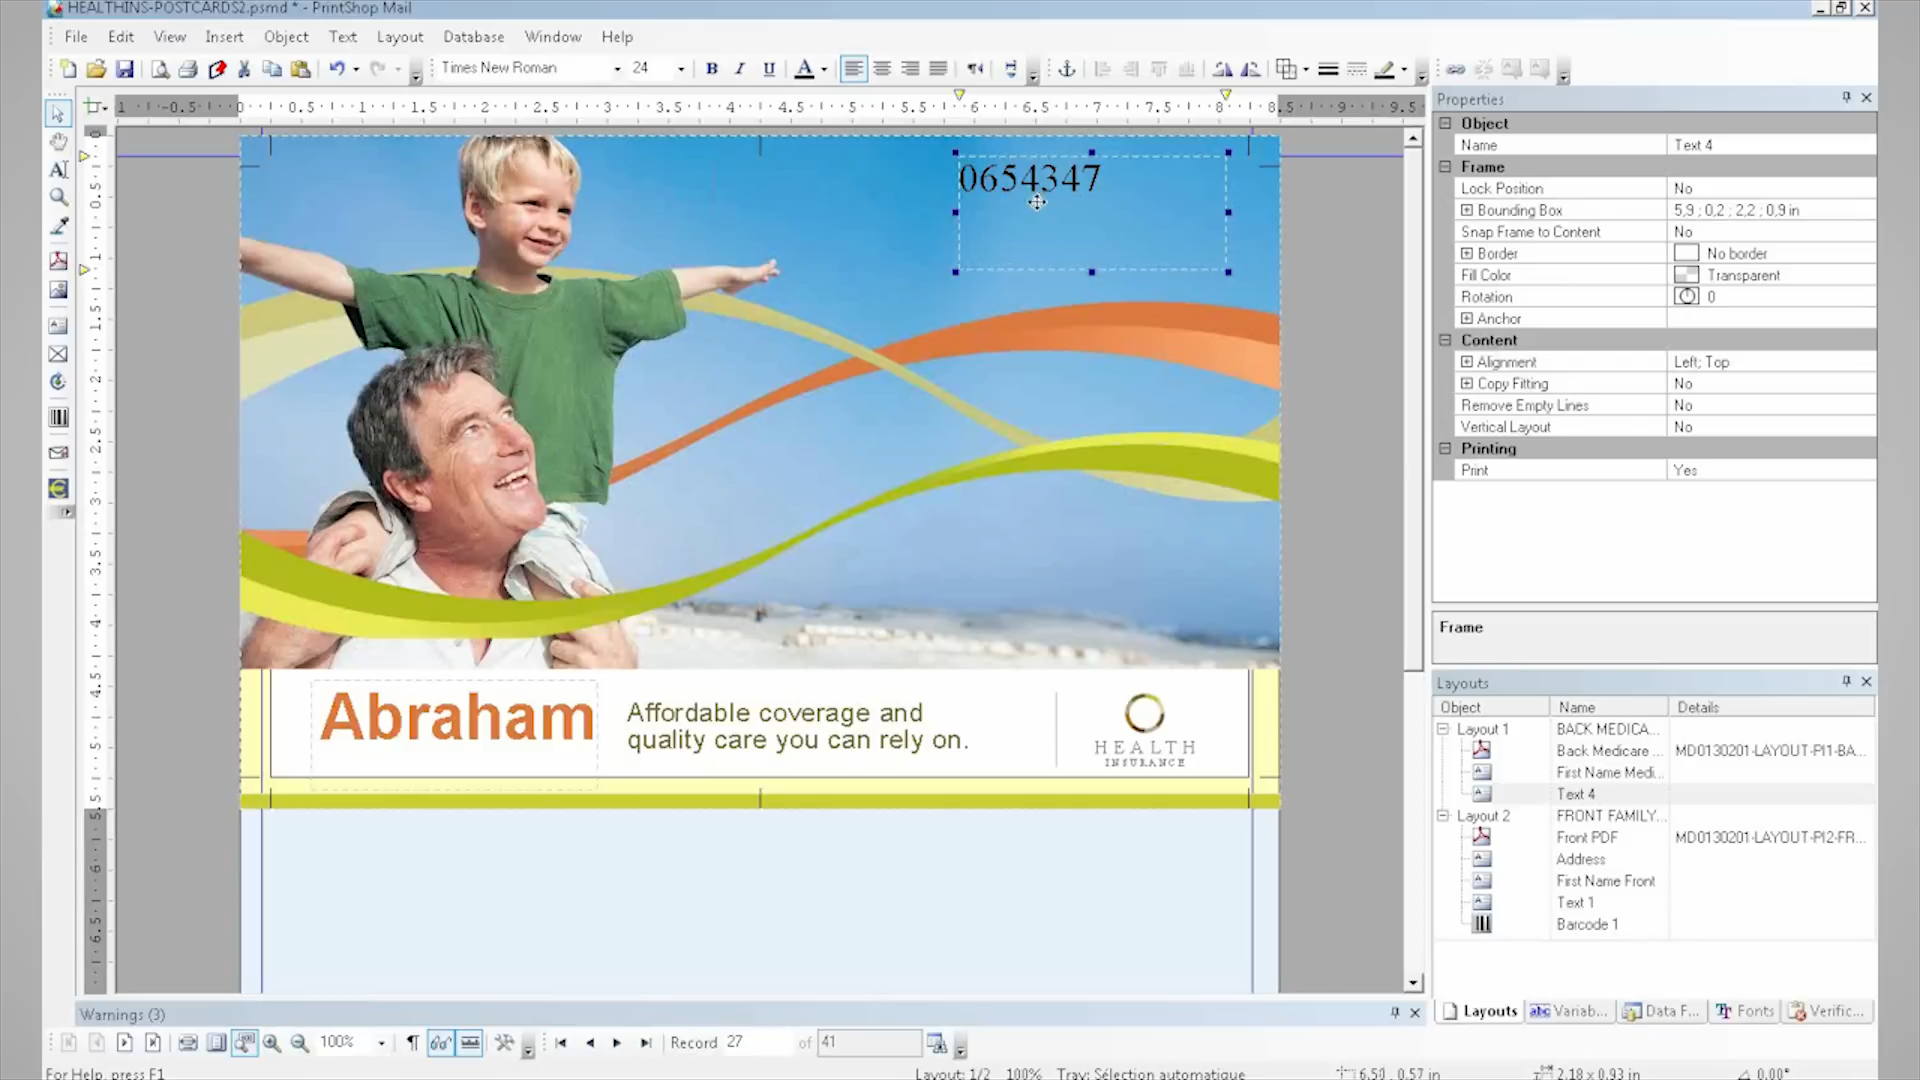 HEALTHINS-POSTCARDS2.psmd * - PrintShop Mail
File Edit View Insert Object Text Layout Database Window Help
Times New Roman 24 B I U A
Properties
Object
Name Text 4
Frame
Lock Position No
Bounding Box 5,9 ; 0,2 ; 2,2 ; 0,9 in
Snap Frame to Content No
Border No border
Fill Color Transparent
Rotation 0
Anchor
Content
Alignment Left; Top
Copy Fitting No
Remove Empty Lines No
Vertical Layout No
Printing
Print Yes
Frame
0654347
Abraham
Affordable coverage and
quality care you can rely on.
HEALTH
INSURANCE
Layouts
Object Name Details
Layout 1 BACK MEDICA...
Back Medicare ... MD0130201-LAYOUT-PI1-BA...
First Name Medi...
Text 4
Layout 2 FRONT FAMILY...
Front PDF MD0130201-LAYOUT-PI2-FR...
Address
First Name Front
Text 1
Barcode 1
Layouts abc Variab... Data F... Fonts Verific...
Warnings (3)
100% Record 27 of 41
For Help, press F1 Layout: 1/2 100% Tray: Sélection automatique 6.50 , 0.57 in 2.18 x 0.93 in 0.00°